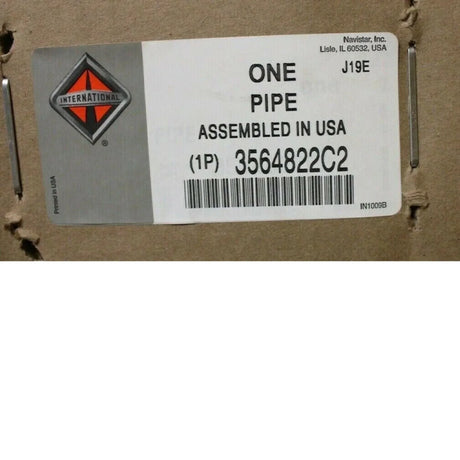 Navistar, Inc.
Lisle, IL 60532, USA
ONE
J19E
PIPE
INTERNATIONAL
®
ASSEMBLED IN USA
(1P) 3564822C2
Printed in USA
IN1009B